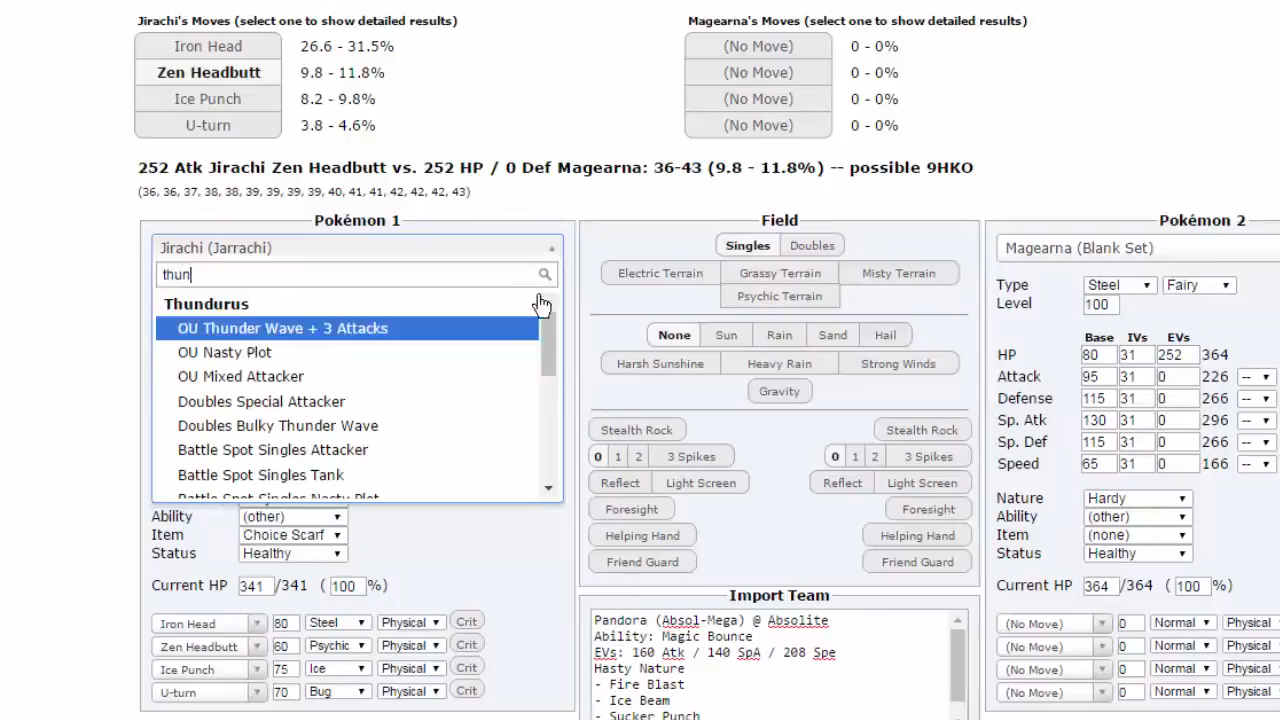 Jirachi's Moves (select one to show detailed results)
Iron Head 26.6 - 31.5%
Zen Headbutt 9.8 - 11.8%
Ice Punch 8.2 - 9.8%
U-turn 3.8 - 4.6%
Magearna's Moves (select one to show detailed results)
(No Move) 0 - 0%
(No Move) 0 - 0%
(No Move) 0 - 0%
(No Move) 0 - 0%
252 Atk Jirachi Zen Headbutt vs. 252 HP / 0 Def Magearna: 36-43 (9.8 - 11.8%) -- possible 9HKO
(36, 36, 37, 38, 38, 39, 39, 39, 39, 40, 41, 41, 42, 42, 42, 43)
Pokémon 1
Jirachi (Jarrachi)
thun
Thundurus
OU Thunder Wave + 3 Attacks
OU Nasty Plot
OU Mixed Attacker
Doubles Special Attacker
Doubles Bulky Thunder Wave
Battle Spot Singles Attacker
Battle Spot Singles Tank
Battle Spot Singles Nasty Plot
Ability (other)
Item Choice Scarf
Status Healthy
Current HP 341 /341 ( 100 %)
Iron Head 80 Steel Physical Crit
Zen Headbutt 60 Psychic Physical Crit
Ice Punch 75 Ice Physical Crit
U-turn 70 Bug Physical Crit
Field
Singles Doubles
Electric Terrain Grassy Terrain Misty Terrain
Psychic Terrain
None Sun Rain Sand Hail
Harsh Sunshine Heavy Rain Strong Winds
Gravity
Stealth Rock Stealth Rock
0 1 2 3 Spikes 0 1 2 3 Spikes
Reflect Light Screen Reflect Light Screen
Foresight Foresight
Helping Hand Helping Hand
Friend Guard Friend Guard
Import Team
Pandora (Absol-Mega) @ Absolite
Ability: Magic Bounce
EVs: 160 Atk / 140 SpA / 208 Spe
Hasty Nature
- Fire Blast
- Ice Beam
- Sucker Punch
Pokémon 2
Magearna (Blank Set)
Type Steel Fairy
Level 100
Base IVs EVs
HP 80 31 252 364
Attack 95 31 0 226 --
Defense 115 31 0 266 --
Sp. Atk 130 31 0 296 --
Sp. Def 115 31 0 266 --
Speed 65 31 0 166 --
Nature Hardy
Ability (other)
Item (none)
Status Healthy
Current HP 364 /364 ( 100 %)
(No Move) 0 Normal Physical
(No Move) 0 Normal Physical
(No Move) 0 Normal Physical
(No Move) 0 Normal Physical